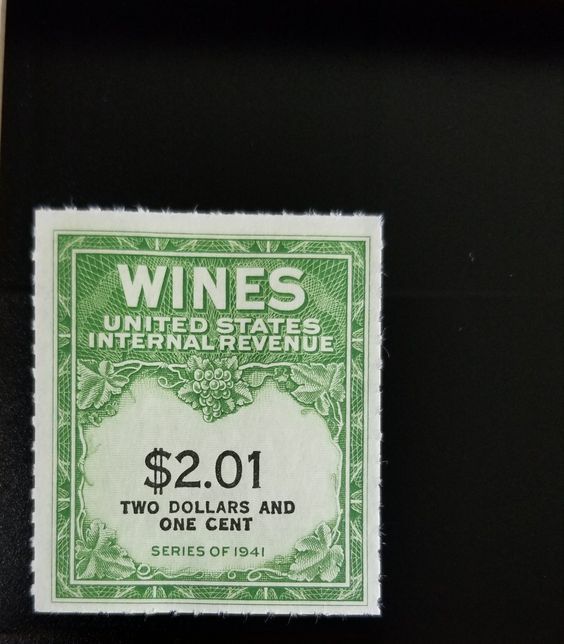 WINES
UNITED STATES
INTERNAL REVENUE
$2.01
TWO DOLLARS AND
ONE CENT
SERIES OF 1941